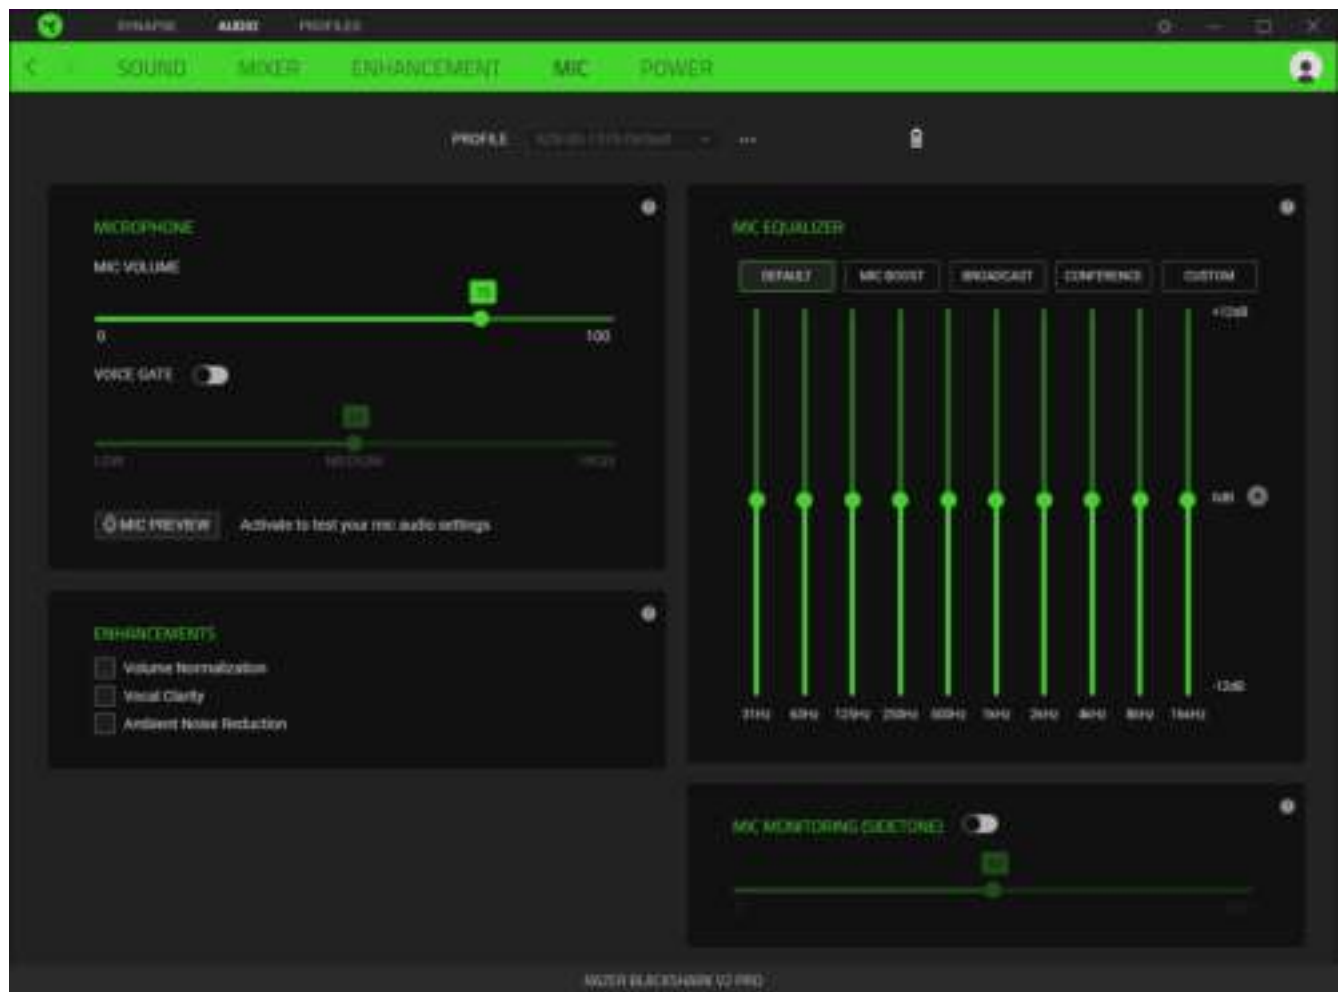 SYNAPSE AUDIO PROFILES
SOUND MIXER ENHANCEMENT MIC POWER
PROFILE
MICROPHONE
MIC VOLUME
75
0 100
VOICE GATE
50
LOW MEDIUM HIGH
MIC PREVIEW Activate to test your mic audio settings
ENHANCEMENTS
Volume Normalization
Vocal Clarity
Ambient Noise Reduction
MIC EQUALIZER
DEFAULT MIC BOOST BROADCAST CONFERENCE CUSTOM
+12dB
0dB
-12dB
31Hz 63Hz 125Hz 250Hz 500Hz 1kHz 2kHz 4kHz 8kHz 16kHz
MIC MONITORING (SIDETONE)
50
RAZER BLACKSHARK V2 PRO